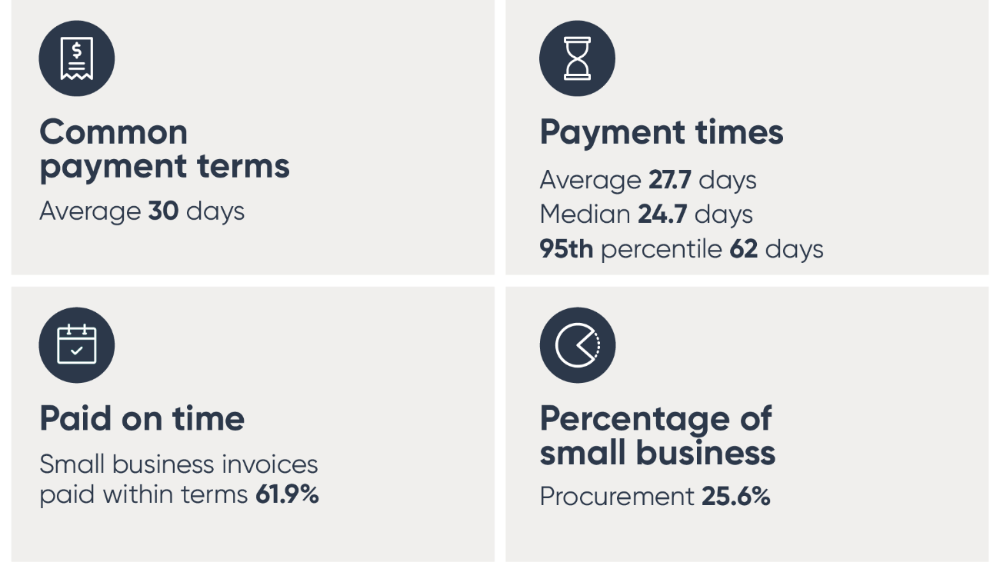 $
Common
payment terms
Average 30 days
Payment times
Average 27.7 days
Median 24.7 days
95th percentile 62 days
Paid on time
Small business invoices
paid within terms 61.9%
Percentage of
small business
Procurement 25.6%